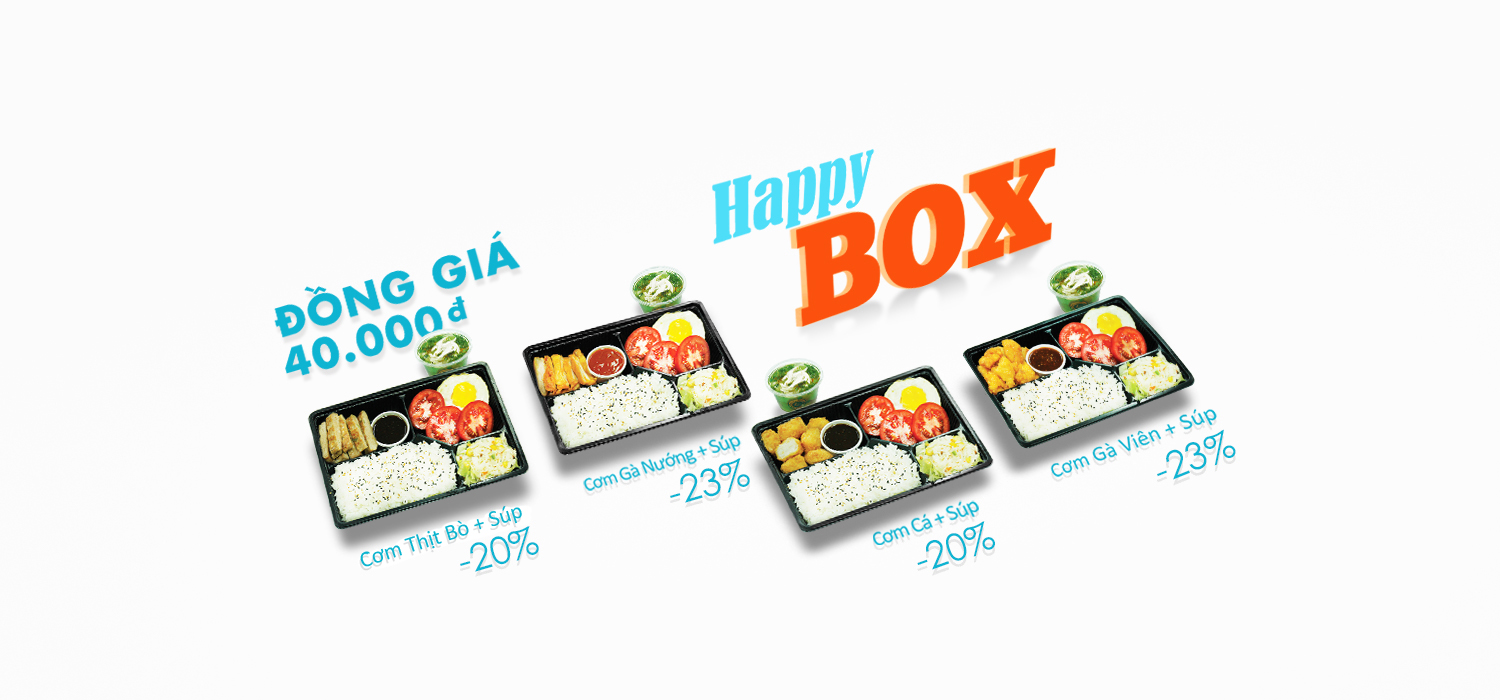 Happy
BOX
ĐỒNG GIÁ
40.000đ
Cơm Thịt Bò + Súp
-20%
Cơm Gà Nướng + Súp
-23%
Cơm Cá + Súp
-20%
Cơm Gà Viên + Súp
-23%